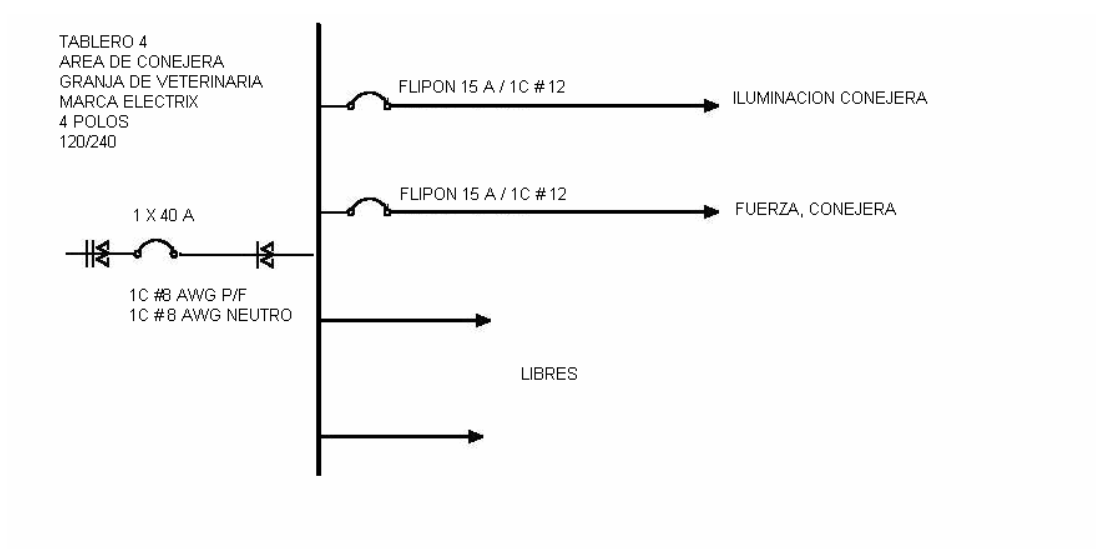 TABLERO 4
AREA DE CONEJERA
GRANJA DE VETERINARIA
MARCA ELECTRIX
4 POLOS
120/240
FLIPON 15 A / 1C #12
ILUMINACION CONEJERA
FLIPON 15 A / 1C #12
FUERZA, CONEJERA
1 X 40 A
1C #8 AWG P/F
1C #8 AWG NEUTRO
LIBRES